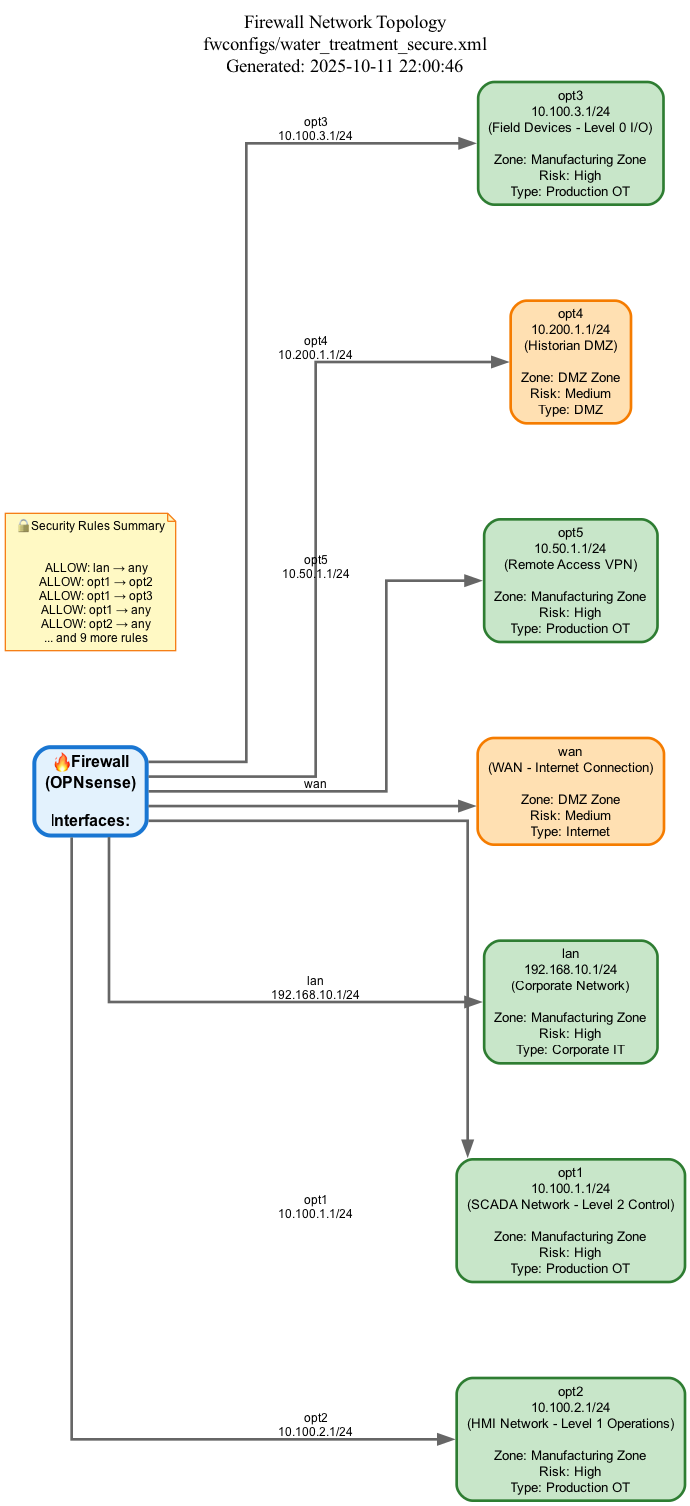 Firewall Network Topology
fwconfigs/water_treatment_secure.xml
Generated: 2025-10-11 22:00:46
opt3
10.100.3.1/24
opt3
10.100.3.1/24
(Field Devices - Level 0 I/O)
Zone: Manufacturing Zone
Risk: High
Type: Production OT
opt4
10.200.1.1/24
opt4
10.200.1.1/24
(Historian DMZ)
Zone: DMZ Zone
Risk: Medium
Type: DMZ
🔒Security Rules Summary
ALLOW: lan → any
ALLOW: opt1 → opt2
ALLOW: opt1 → opt3
ALLOW: opt1 → any
ALLOW: opt2 → any
... and 9 more rules
opt5
10.50.1.1/24
opt5
10.50.1.1/24
(Remote Access VPN)
Zone: Manufacturing Zone
Risk: High
Type: Production OT
🔥Firewall
(OPNsense)
Interfaces:
wan
wan
(WAN - Internet Connection)
Zone: DMZ Zone
Risk: Medium
Type: Internet
lan
192.168.10.1/24
lan
192.168.10.1/24
(Corporate Network)
Zone: Manufacturing Zone
Risk: High
Type: Corporate IT
opt1
10.100.1.1/24
opt1
10.100.1.1/24
(SCADA Network - Level 2 Control)
Zone: Manufacturing Zone
Risk: High
Type: Production OT
opt2
10.100.2.1/24
opt2
10.100.2.1/24
(HMI Network - Level 1 Operations)
Zone: Manufacturing Zone
Risk: High
Type: Production OT